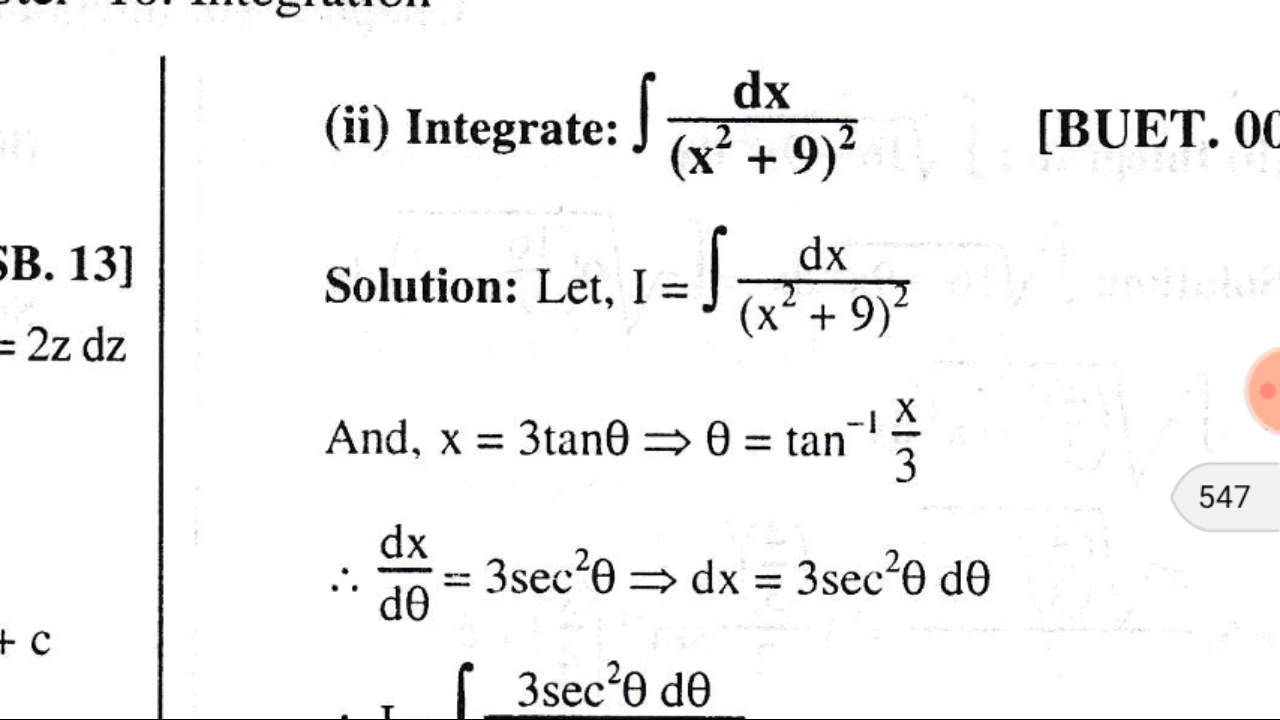 Integration
(ii) Integrate: ∫ dx/(x² + 9)² [BUET. 00
Solution: Let, I = ∫ dx/(x² + 9)²
SB. 13]
= 2z dz
And, x = 3tanθ ⇒ θ = tan⁻¹ x/3
547
∴ dx/dθ = 3sec²θ ⇒ dx = 3sec²θ dθ
+ c
3sec²θ dθ